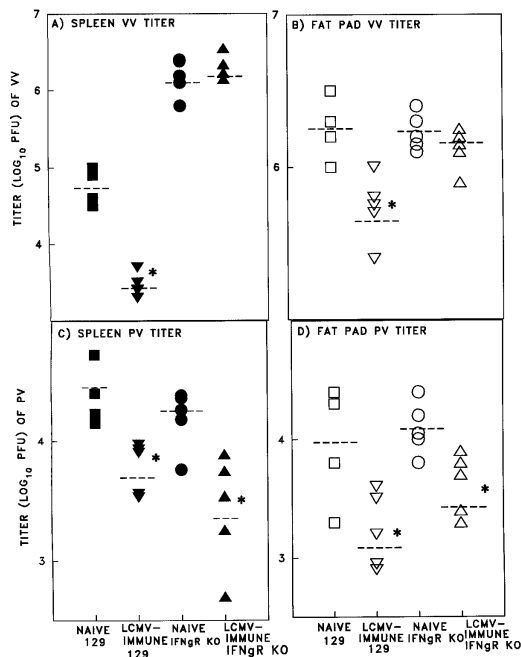 A) SPLEEN VV TITER
TITER (LOG10 PFU) OF VV
7
6
5
4
*
B) FAT PAD VV TITER
7
6
*
C) SPLEEN PV TITER
TITER (LOG10 PFU) OF PV
4
3
*
*
NAIVE 129
LCMV-IMMUNE 129
NAIVE IFNgR KO
LCMV-IMMUNE IFNgR KO
D) FAT PAD PV TITER
4
3
*
*
NAIVE 129
LCMV-IMMUNE 129
NAIVE IFNgR KO
LCMV-IMMUNE IFNgR KO